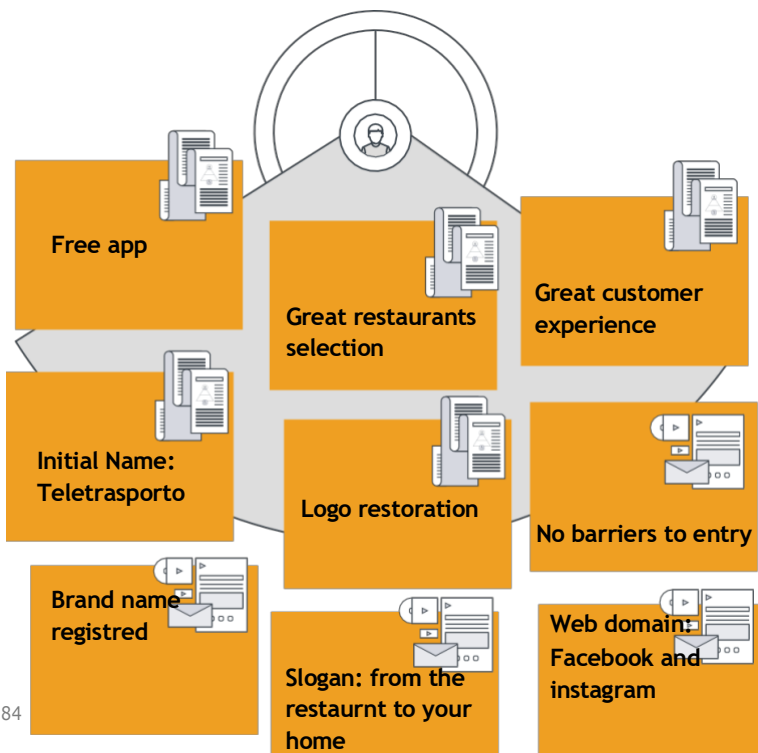 Free app
Great restaurants
selection
Great customer
experience
Initial Name:
Teletrasporto
Logo restoration
No barriers to entry
Brand name
registred
Slogan: from the
restaurnt to your
home
Web domain:
Facebook and
instagram
84